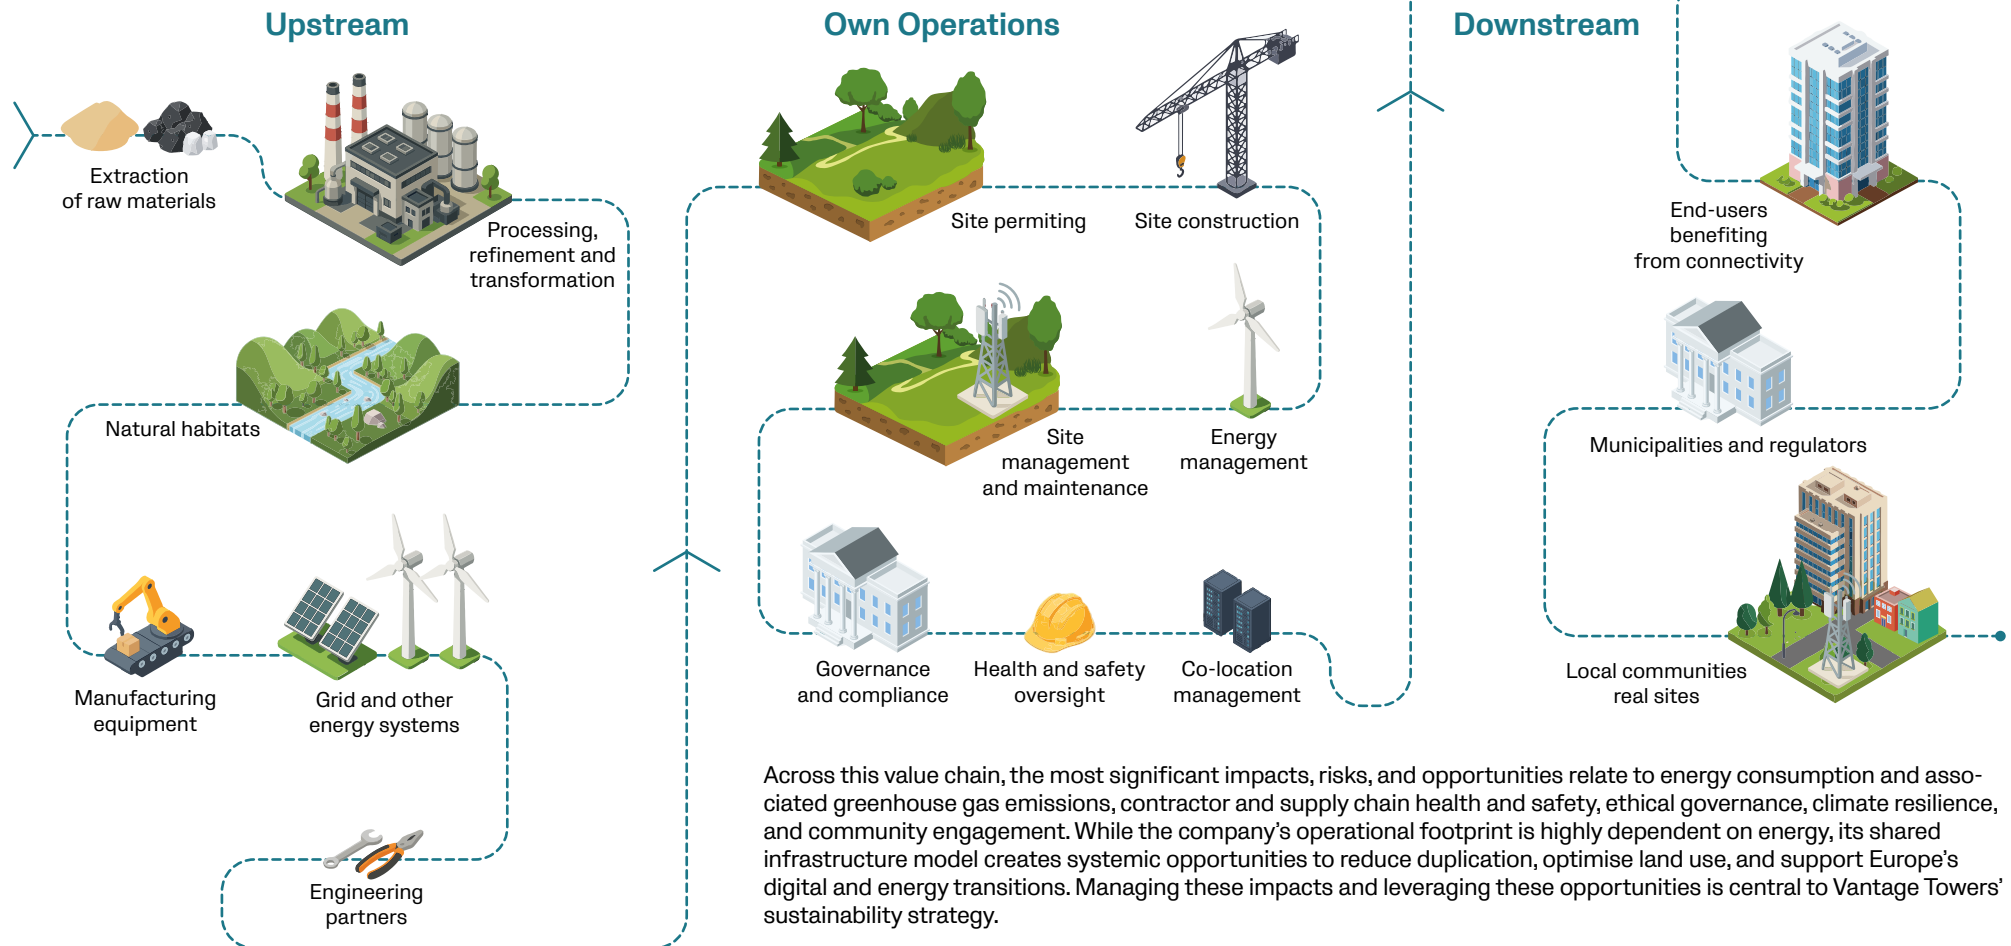 Upstream
Extraction
of raw materials
Processing,
refinement and
transformation
Natural habitats
Manufacturing
equipment
Grid and other
energy systems
Engineering
partners
Own Operations
Site permiting
Site construction
Site
management
and maintenance
Energy
management
Governance
and compliance
Health and safety
oversight
Co-location
management
Downstream
End-users
benefiting
from connectivity
Municipalities and regulators
Local communities
real sites
Across this value chain, the most significant impacts, risks, and opportunities relate to energy consumption and asso-
ciated greenhouse gas emissions, contractor and supply chain health and safety, ethical governance, climate resilience,
and community engagement. While the company’s operational footprint is highly dependent on energy, its shared
infrastructure model creates systemic opportunities to reduce duplication, optimise land use, and support Europe’s
digital and energy transitions. Managing these impacts and leveraging these opportunities is central to Vantage Towers’
sustainability strategy.